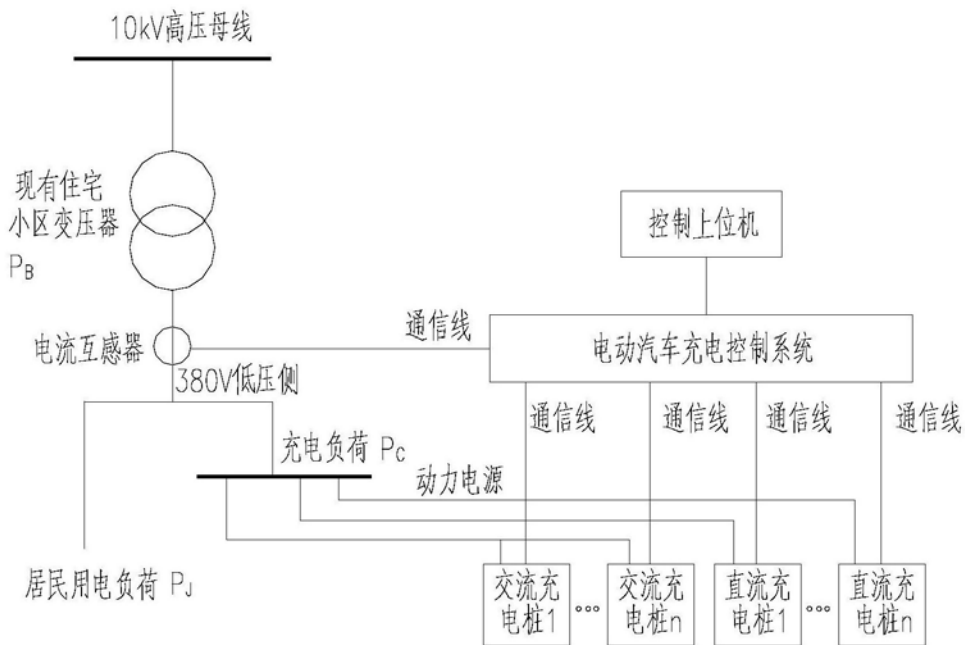 10kV高压母线
现有住宅
小区变压器
PB
控制上位机
电流互感器
通信线
电动汽车充电控制系统
380V低压侧
通信线
通信线
通信线
通信线
充电负荷 PC
动力电源
居民用电负荷 PJ
交流充
电桩1
交流充
电桩n
直流充
电桩1
直流充
电桩n